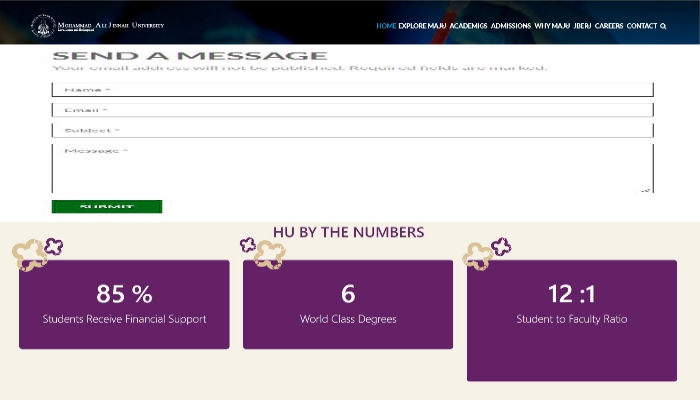 Mohammad Ali Jinnah University
HOME EXPLORE MAJU ACADEMICS ADMISSIONS WHY MAJU JBERJ CAREERS CONTACT
SEND A MESSAGE
Your email address will not be published. Required fields are marked.
Name *
Email *
Subject *
Message *
SUBMIT
HU BY THE NUMBERS
85 %
Students Receive Financial Support
6
World Class Degrees
12 :1
Student to Faculty Ratio